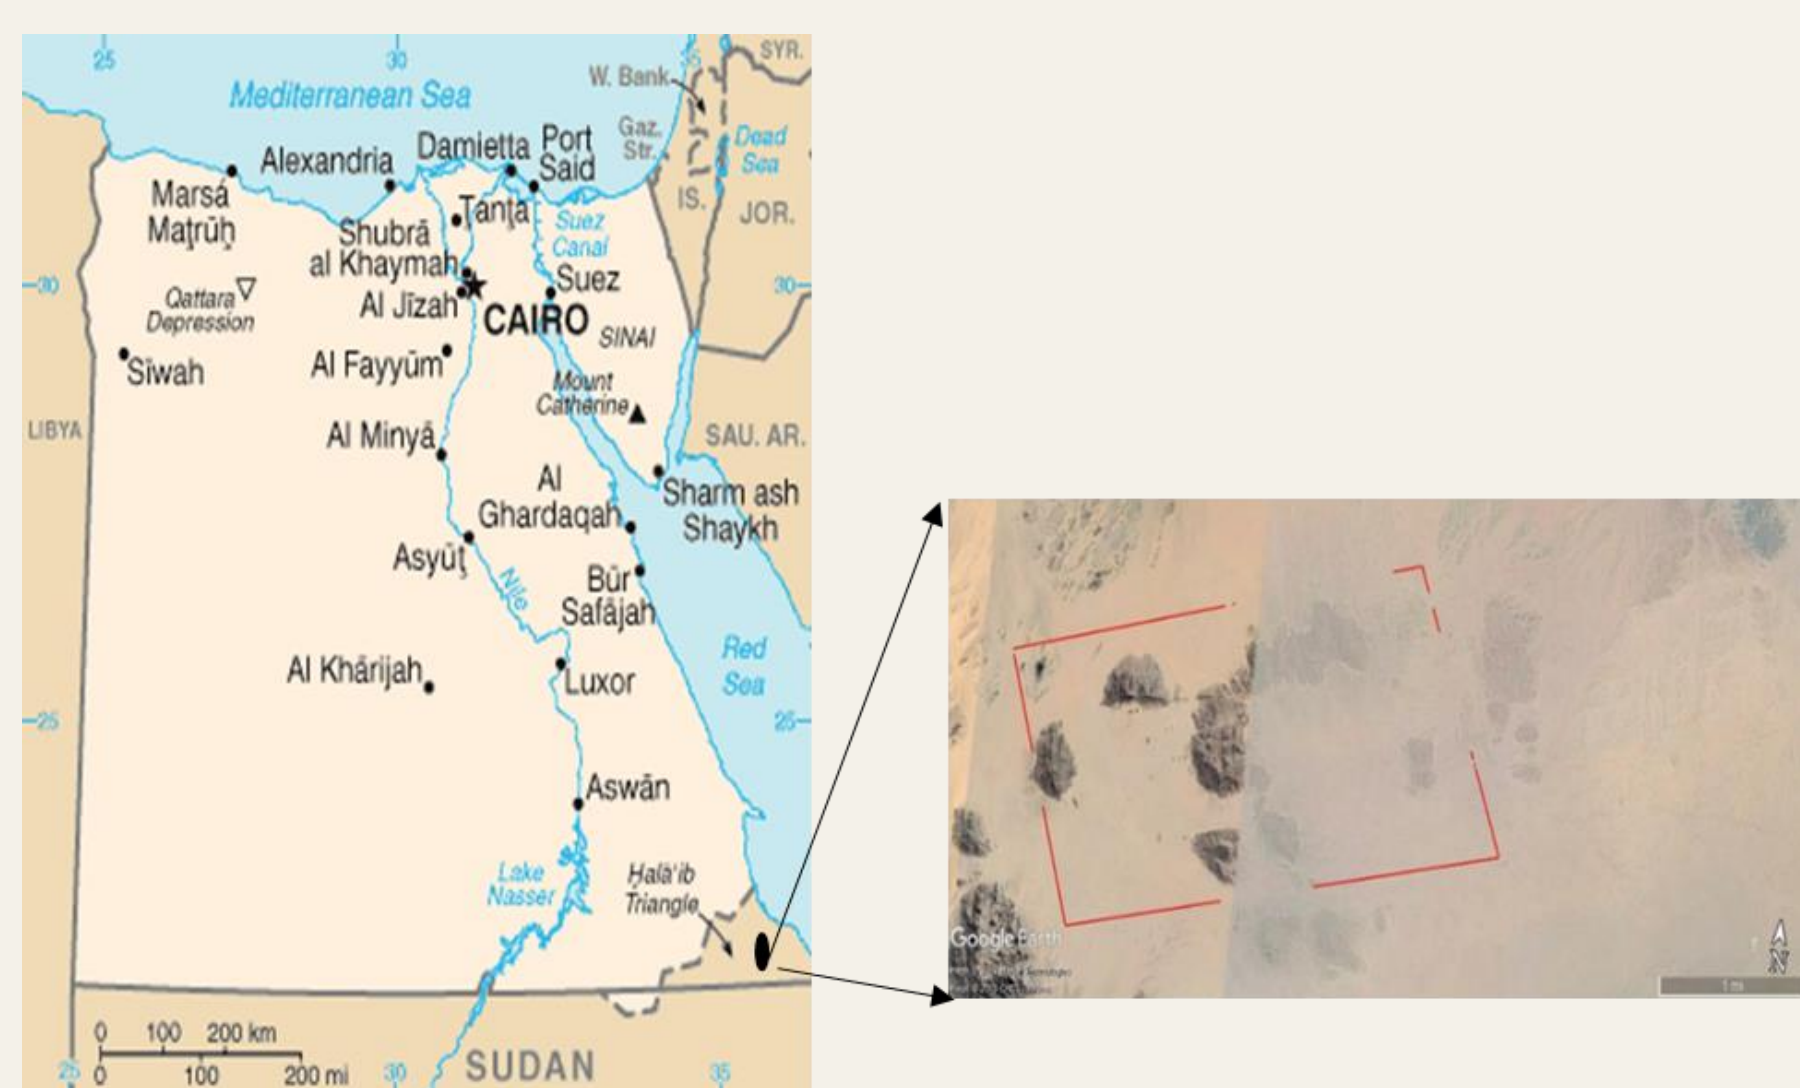 25
30
35
SYR.
Mediterranean Sea
W. Bank
Gaz.
Str.
Dead
Sea
Damietta
Port
Said
Alexandria
Marsá
Maţrūḩ
IS.
JOR.
Ţanţa
Suez
Canal
Shubrā
al Khaymah
30
Suez
30
Qattara
Depression
Al Jīzah
CAIRO
SINAI
Sīwah
Al Fayyūm
Mount
Catherine
LIBYA
Al Minyā
SAU. AR.
Al
Ghardaqah
Sharm ash
Shaykh
Asyūţ
Nile
Būr
Safājah
Red
Sea
Al Khārijah
Luxor
25
25
Aswān
Lake
Nasser
Ḩalā'ib
Triangle
0 100 200 km
0 100 200 mi
SUDAN
25
30
35
Google Earth
N
1 mi